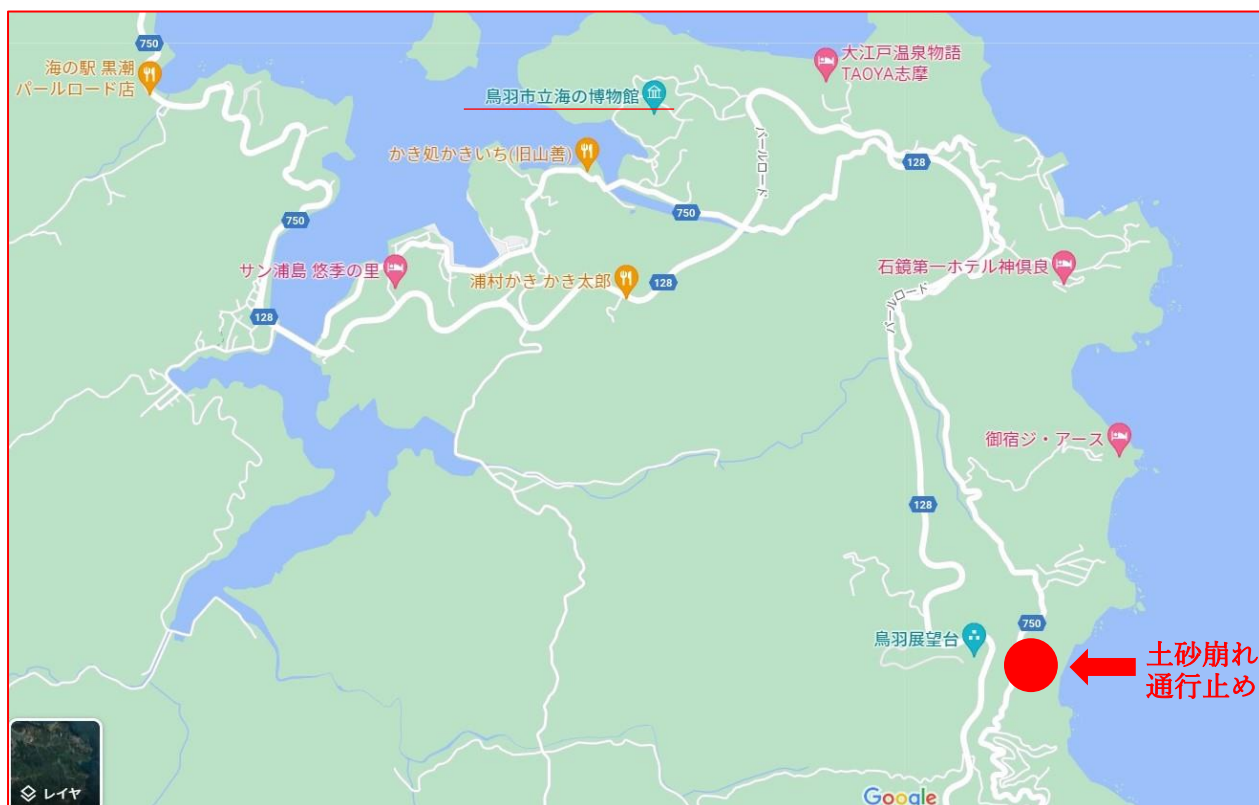 750
海の駅 黒潮
パールロード店
大江戸温泉物語
TAOYA志摩
鳥羽市立海の博物館
パールロード
かき処かきいち(旧山善)
128
750
750
サン浦島 悠季の里
浦村かき かき太郎
128
石鏡第一ホテル神倶良
パールロード
128
御宿ジ・アース
128
750
鳥羽展望台
土砂崩れ
通行止め
レイヤ
Google